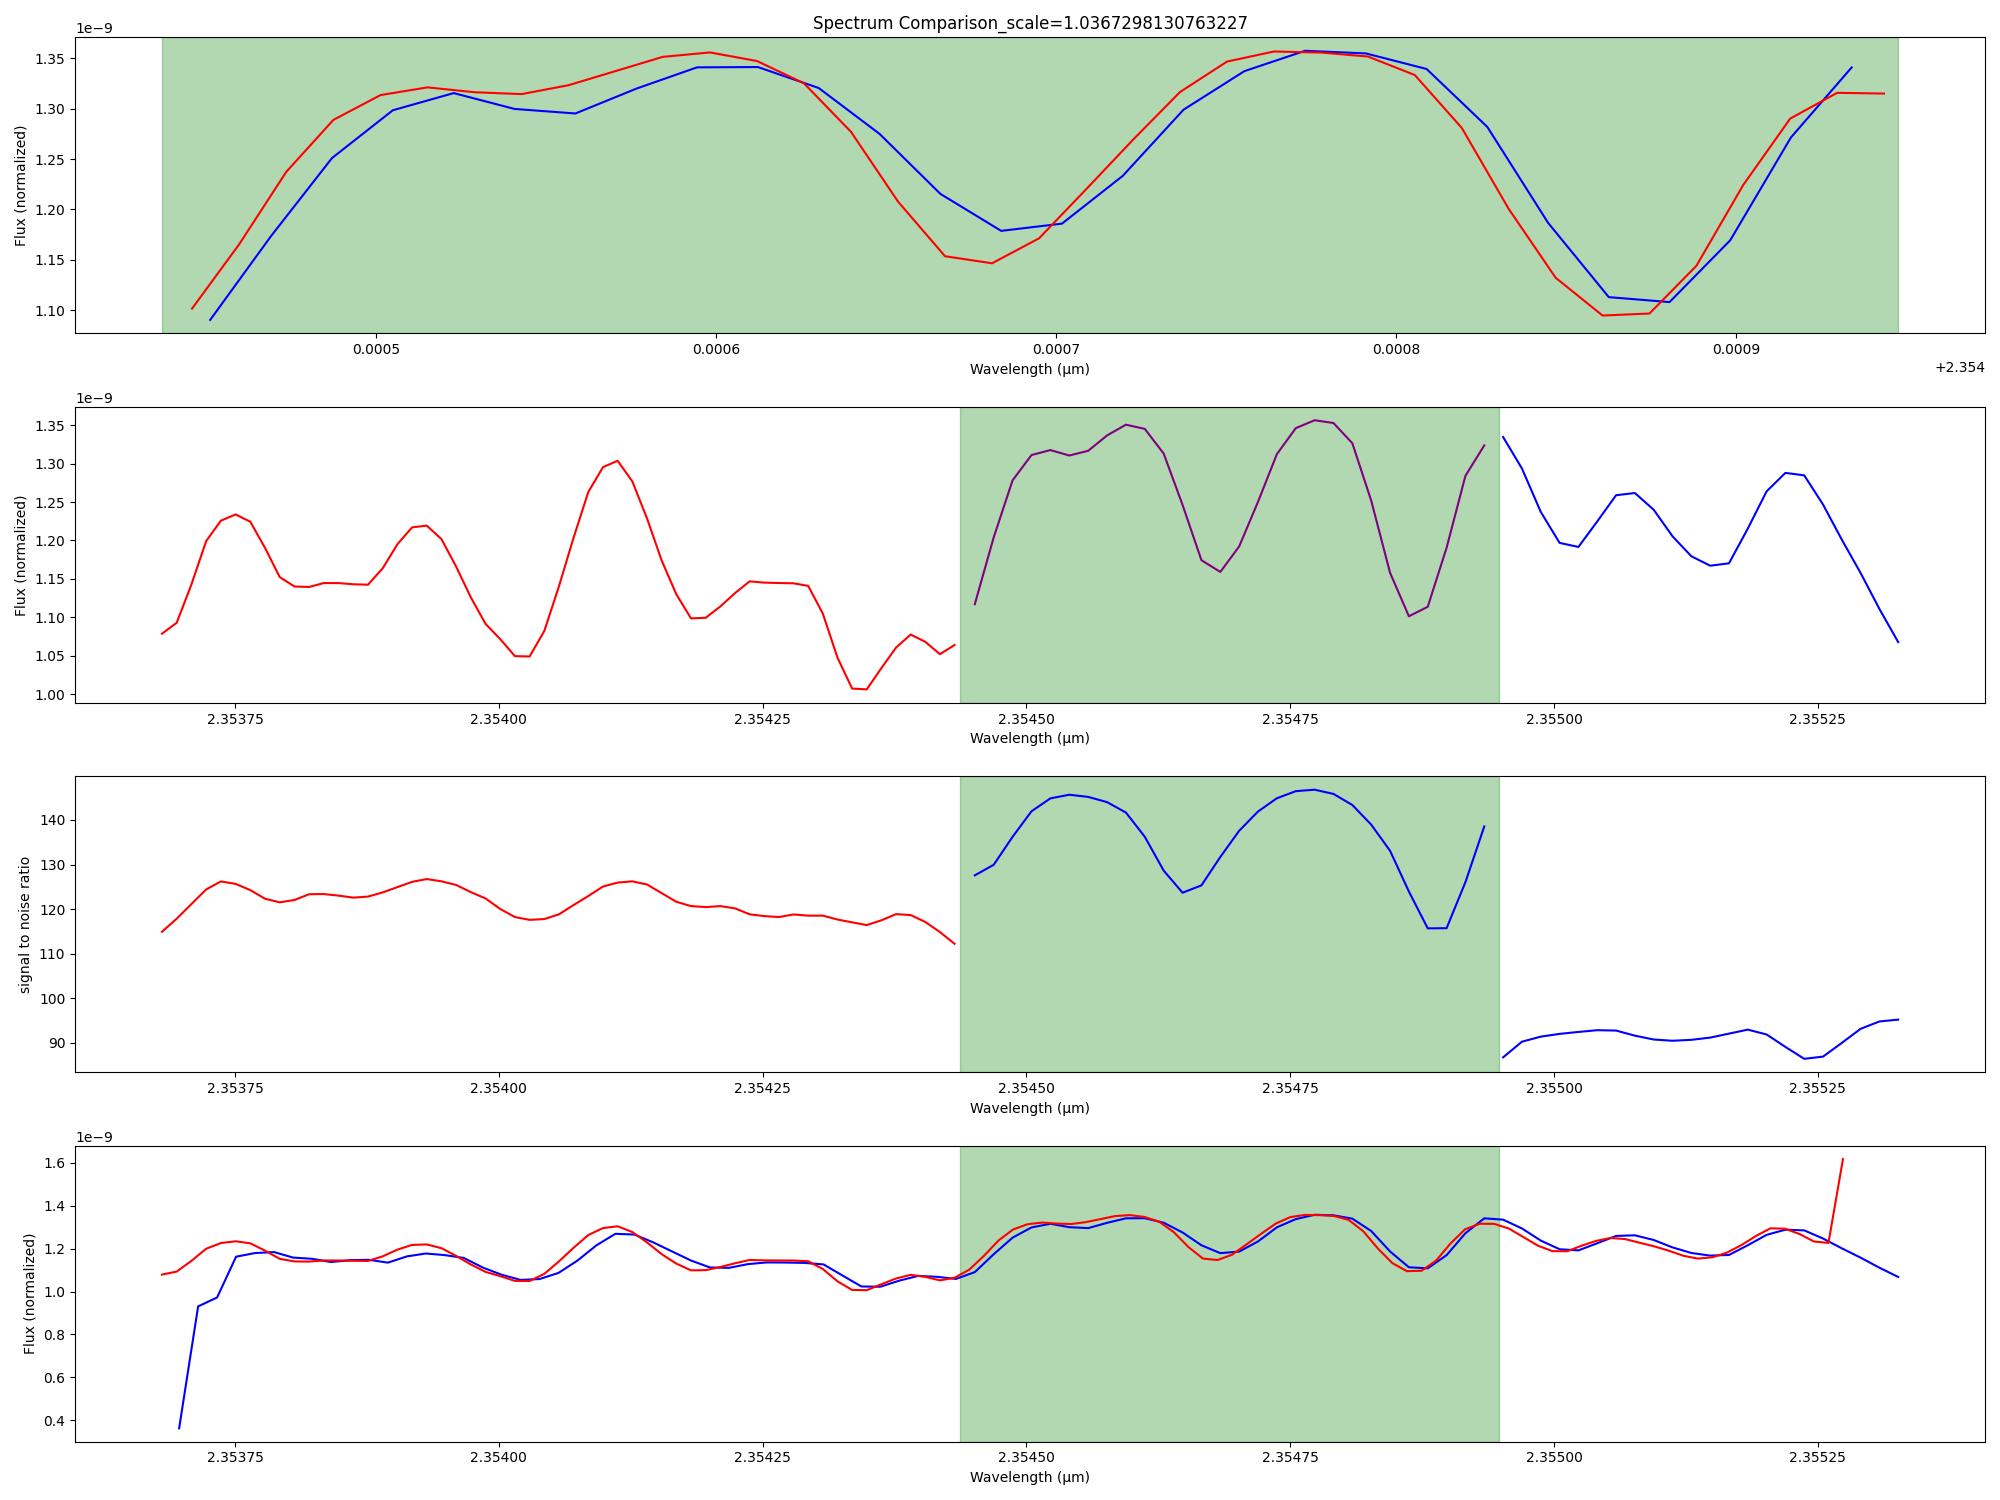 Spectrum Comparison_scale=1.0367298130763227
1e−9
1.35
1.30
1.25
1.20
1.15
1.10
Flux (normalized)
0.0005 0.0006 0.0007 0.0008 0.0009
Wavelength (μm)
+2.354
1e−9
1.35
1.30
1.25
1.20
1.15
1.10
1.05
1.00
Flux (normalized)
2.35375 2.35400 2.35425 2.35450 2.35475 2.35500 2.35525
Wavelength (μm)
140
130
120
110
100
90
signal to noise ratio
2.35375 2.35400 2.35425 2.35450 2.35475 2.35500 2.35525
Wavelength (μm)
1e−9
1.6
1.4
1.2
1.0
0.8
0.6
0.4
Flux (normalized)
2.35375 2.35400 2.35425 2.35450 2.35475 2.35500 2.35525
Wavelength (μm)